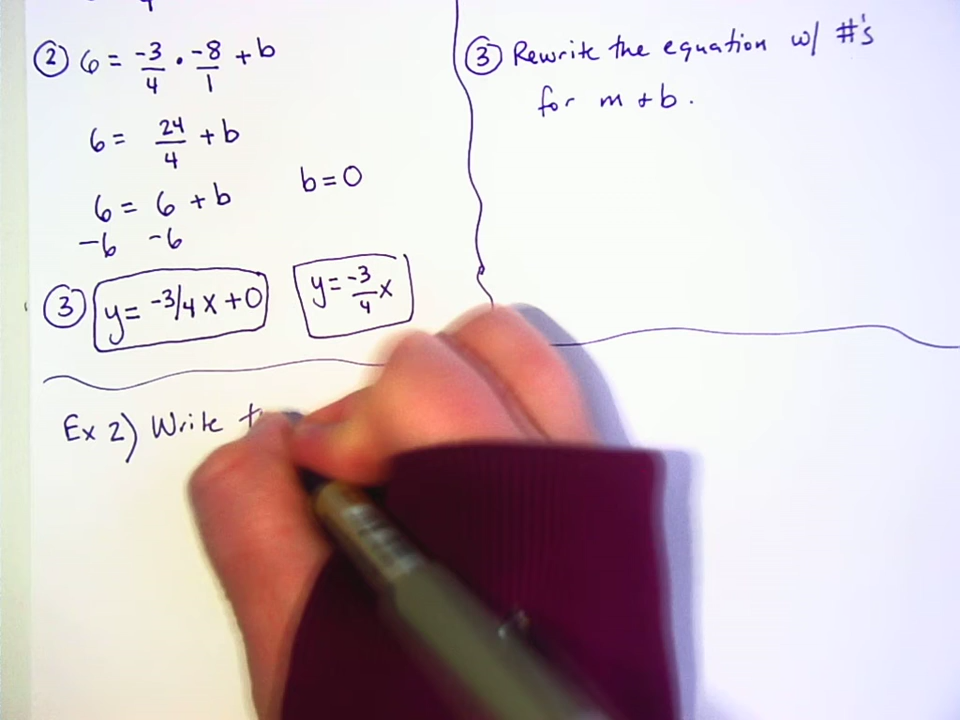 ② 6 = -3/4 · -8/1 + b
6 = 24/4 + b
6 = 6 + b
-6 -6
b = 0
③ y = -3/4 x + 0
y = -3/4 x
③ Rewrite the equation w/ #'s
for m + b.
Ex 2) Write